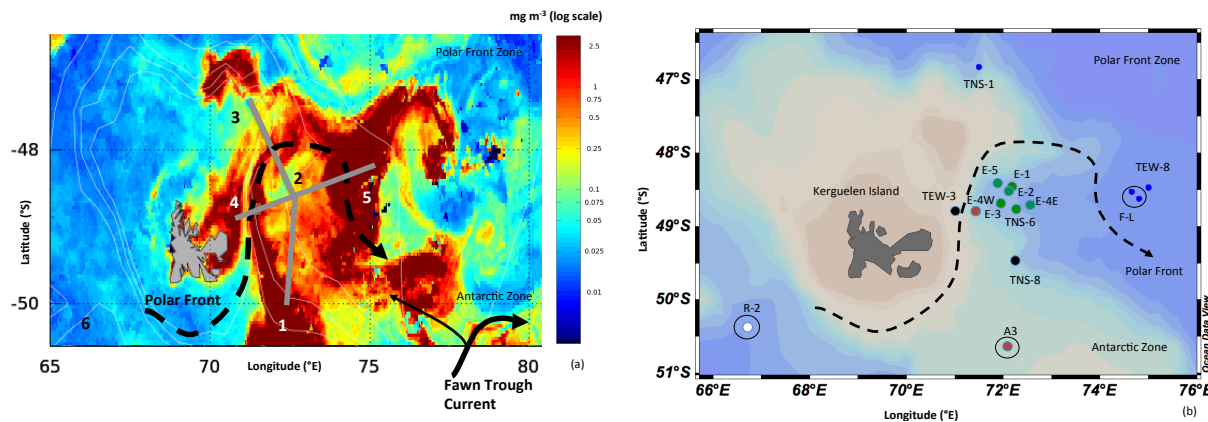 mg m⁻³ (log scale)
Polar Front Zone
2.5
1
0.75
0.5
0.25
0.1
0.075
0.05
0.025
0.01
-48
-50
Latitude (°S)
3
2
4
5
1
6
Polar Front
Antarctic Zone
65
70
75
80
Longitude (°E)
(a)
Fawn Trough
Current
47°S
48°S
49°S
50°S
51°S
Latitude (°S)
Polar Front Zone
TNS-1
E-5
E-1
TEW-8
Kerguelen Island
TEW-3
E-2
E-4W
E-4E
E-3
TNS-6
F-L
TNS-8
Polar Front
R-2
A3
Antarctic Zone
Ocean Data View
66°E
68°E
70°E
72°E
74°E
76°E
Longitude (°E)
(b)